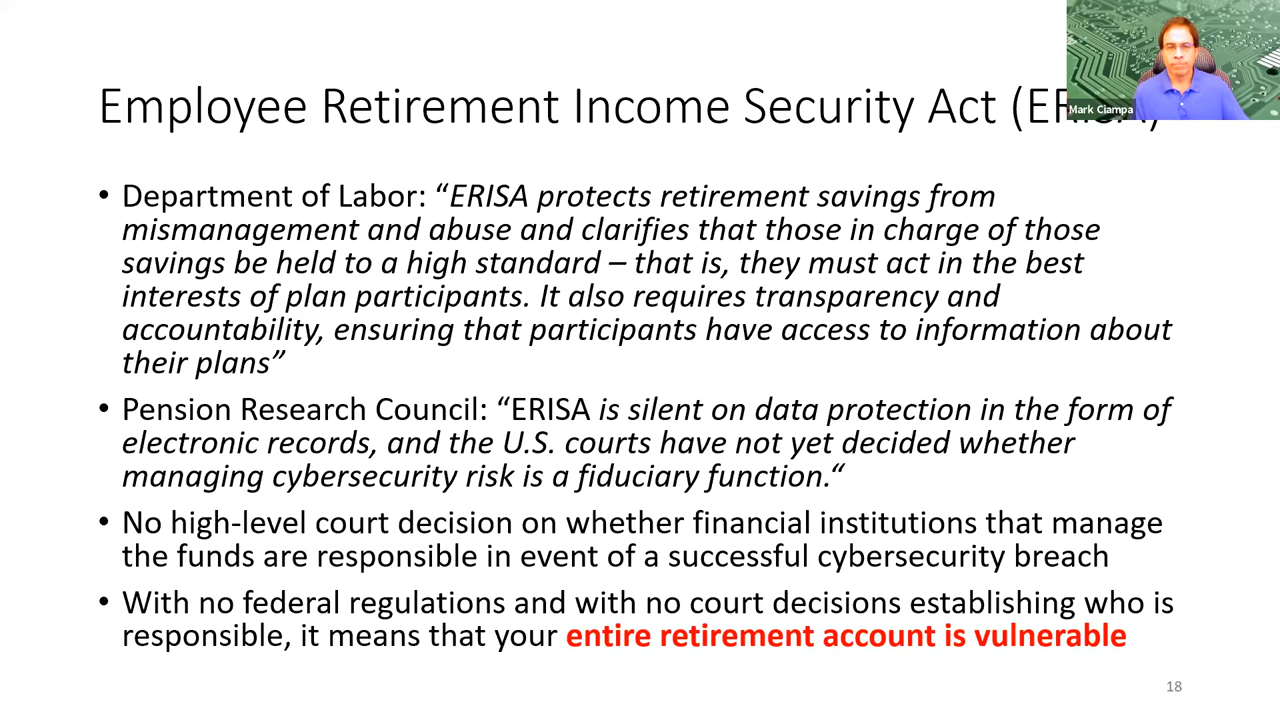 Employee Retirement Income Security Act (ERISA)
Mark Ciampa
• Department of Labor: “ERISA protects retirement savings from
mismanagement and abuse and clarifies that those in charge of those
savings be held to a high standard – that is, they must act in the best
interests of plan participants. It also requires transparency and
accountability, ensuring that participants have access to information about
their plans”
• Pension Research Council: “ERISA is silent on data protection in the form of
electronic records, and the U.S. courts have not yet decided whether
managing cybersecurity risk is a fiduciary function.“
• No high-level court decision on whether financial institutions that manage
the funds are responsible in event of a successful cybersecurity breach
• With no federal regulations and with no court decisions establishing who is
responsible, it means that your entire retirement account is vulnerable
18